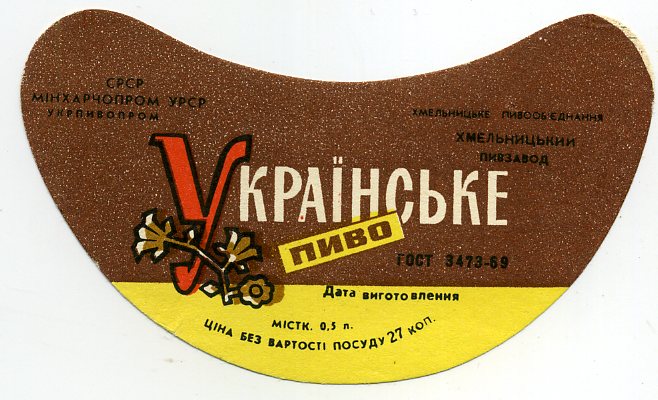 СРСР
МІНХАРЧОПРОМ УРСР
УКРПИВОПРОМ
ХМЕЛЬНИЦЬКЕ ПИВООБ'ЄДНАННЯ
ХМЕЛЬНИЦЬКИЙ
ПИВЗАВОД
УКРАЇНСЬКЕ
ПИВО
ГОСТ 3473-69
Дата виготовлення
МІСТК. 0,5 л.
ЦІНА БЕЗ ВАРТОСТІ ПОСУДУ 27 КОП.